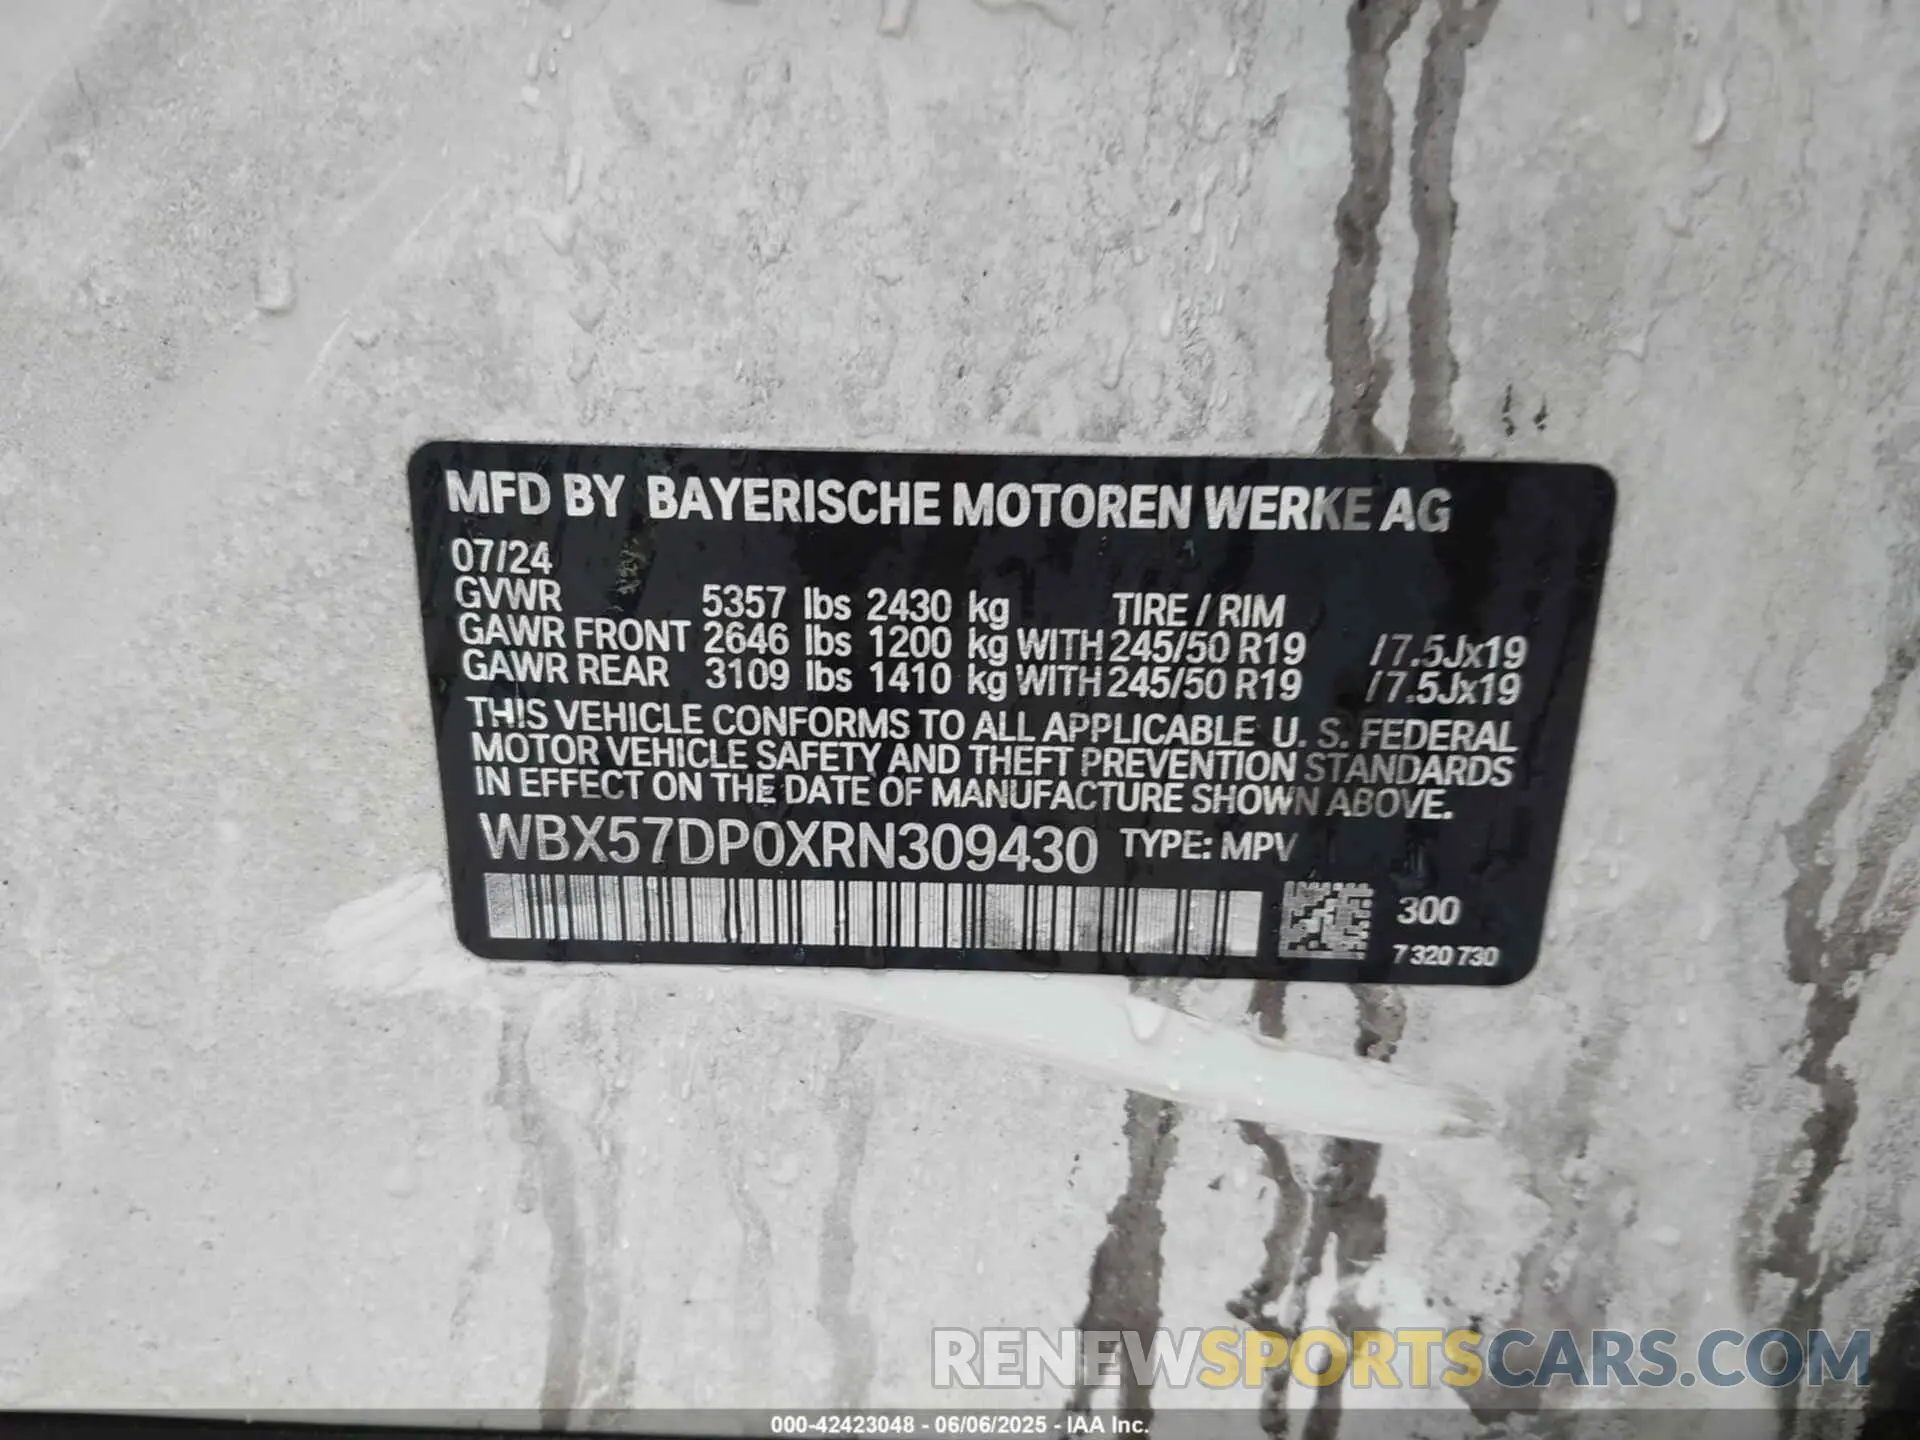 MFD BY BAYERISCHE MOTOREN WERKE AG
07/24
GVWR 5357 lbs 2430 kg TIRE / RIM
GAWR FRONT 2646 lbs 1200 kg WITH 245/50 R19 / 7.5Jx19
GAWR REAR 3109 lbs 1410 kg WITH 245/50 R19 / 7.5Jx19
THIS VEHICLE CONFORMS TO ALL APPLICABLE U. S. FEDERAL
MOTOR VEHICLE SAFETY AND THEFT PREVENTION STANDARDS
IN EFFECT ON THE DATE OF MANUFACTURE SHOWN ABOVE.
WBX57DP0XRN309430 TYPE: MPV
300
7 320 730
RENEWSPORTSCARS.COM
000-42423048 - 06/06/2025 - IAA Inc.